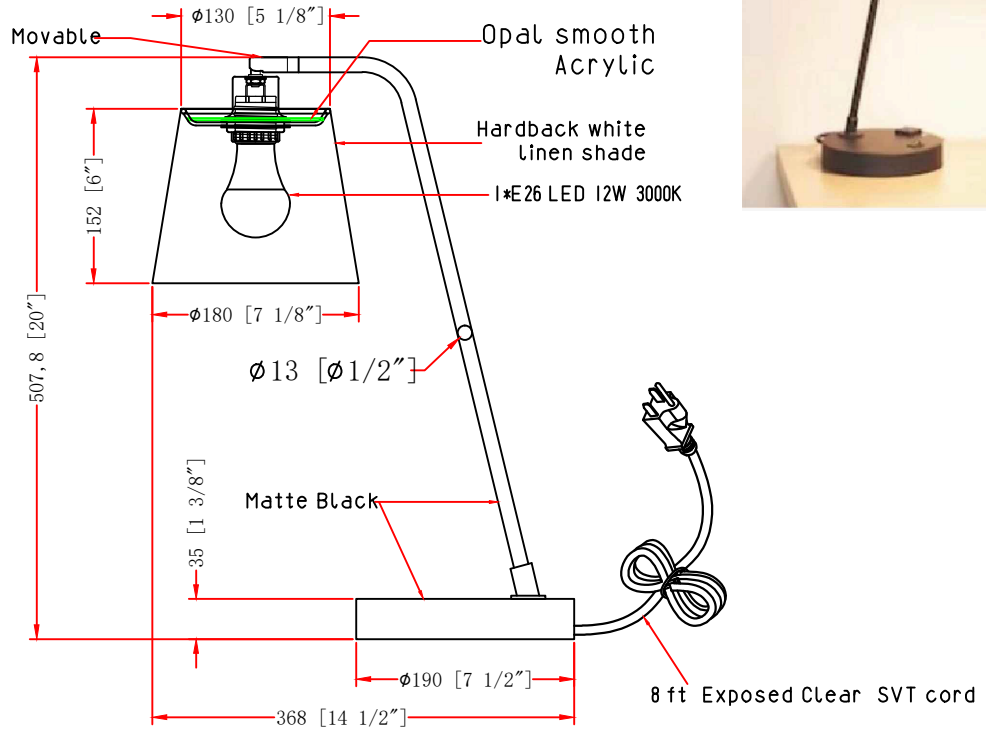 ϕ130 [5 1/8″]
Movable
Opal smooth
Acrylic
Hardback white
linen shade
1*E26 LED 12W 3000K
152 [6″]
ϕ180 [7 1/8″]
507,8 [20″]
ϕ13 [ϕ1/2″]
35 [1 3/8″]
Matte Black
ϕ190 [7 1/2″]
368 [14 1/2″]
8 ft Exposed Clear SVT cord